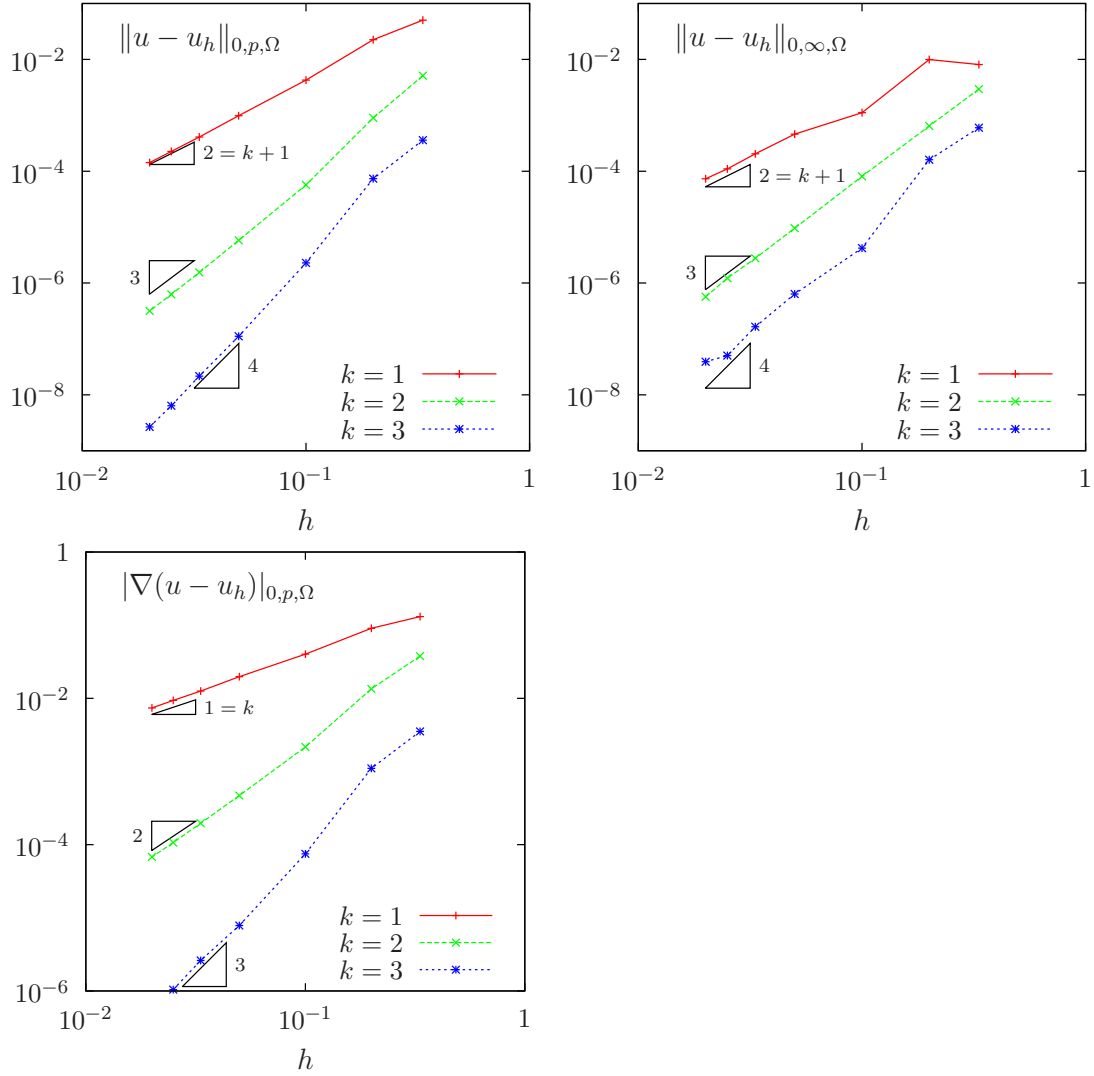 ‖u − u_h‖_{0,p,Ω}
10^{−2}
2 = k + 1
10^{−4}
3
10^{−6}
4
k = 1
k = 2
k = 3
10^{−8}
10^{−2} 10^{−1} 1
h
‖u − u_h‖_{0,∞,Ω}
10^{−2}
2 = k + 1
10^{−4}
3
10^{−6}
4
k = 1
k = 2
k = 3
10^{−8}
10^{−2} 10^{−1} 1
h
1
|∇(u − u_h)|_{0,p,Ω}
10^{−2}
1 = k
2
10^{−4}
k = 1
k = 2
k = 3
3
10^{−6}
10^{−2} 10^{−1} 1
h